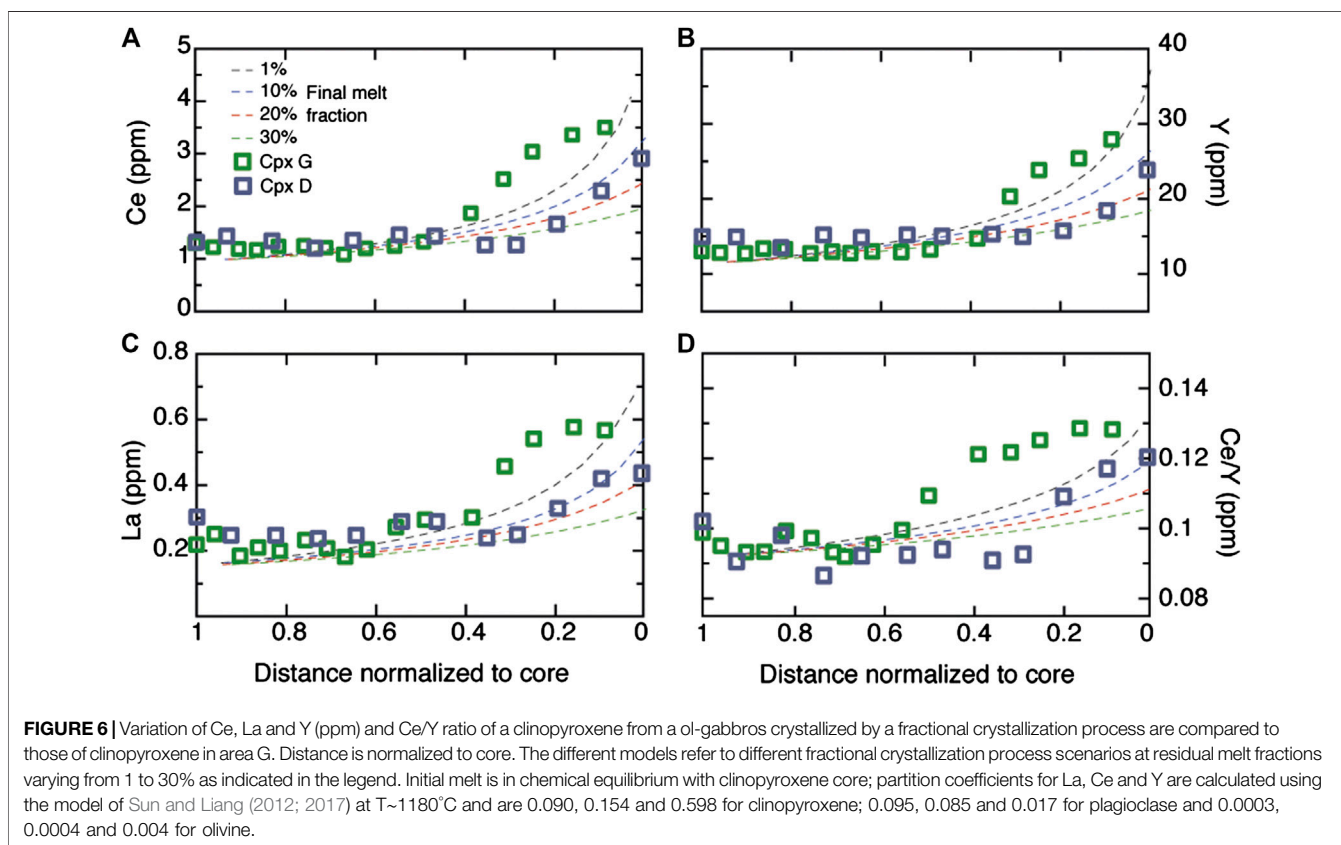 A
B
5
4
3
2
1
0
Ce (ppm)
1%
10% Final melt
20% fraction
30%
Cpx G
Cpx D
40
30
20
10
Y (ppm)
C
D
0.8
0.6
0.4
0.2
La (ppm)
0.14
0.12
0.1
0.08
Ce/Y (ppm)
1 0.8 0.6 0.4 0.2 0
1 0.8 0.6 0.4 0.2 0
Distance normalized to core
Distance normalized to core
FIGURE 6 | Variation of Ce, La and Y (ppm) and Ce/Y ratio of a clinopyroxene from a ol-gabbros crystallized by a fractional crystallization process are compared to
those of clinopyroxene in area G. Distance is normalized to core. The different models refer to different fractional crystallization process scenarios at residual melt fractions
varying from 1 to 30% as indicated in the legend. Initial melt is in chemical equilibrium with clinopyroxene core; partition coefficients for La, Ce and Y are calculated using
the model of Sun and Liang (2012; 2017) at T~1180°C and are 0.090, 0.154 and 0.598 for clinopyroxene; 0.095, 0.085 and 0.017 for plagioclase and 0.0003,
0.0004 and 0.004 for olivine.